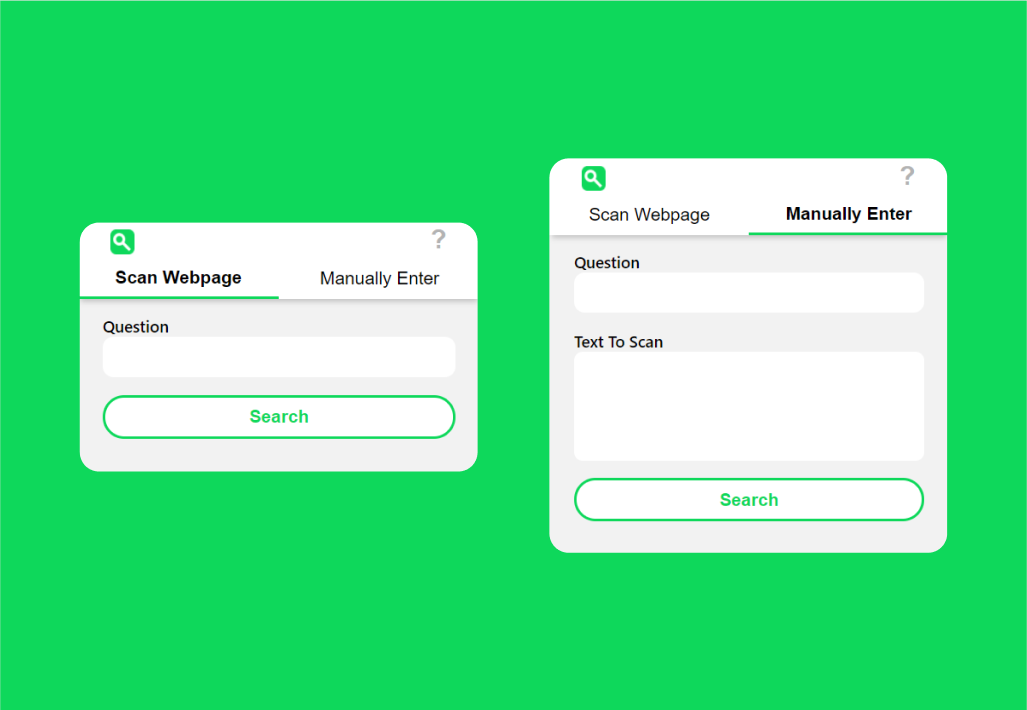 ?
Scan Webpage Manually Enter
Question
Search
?
Scan Webpage Manually Enter
Question
Text To Scan
Search